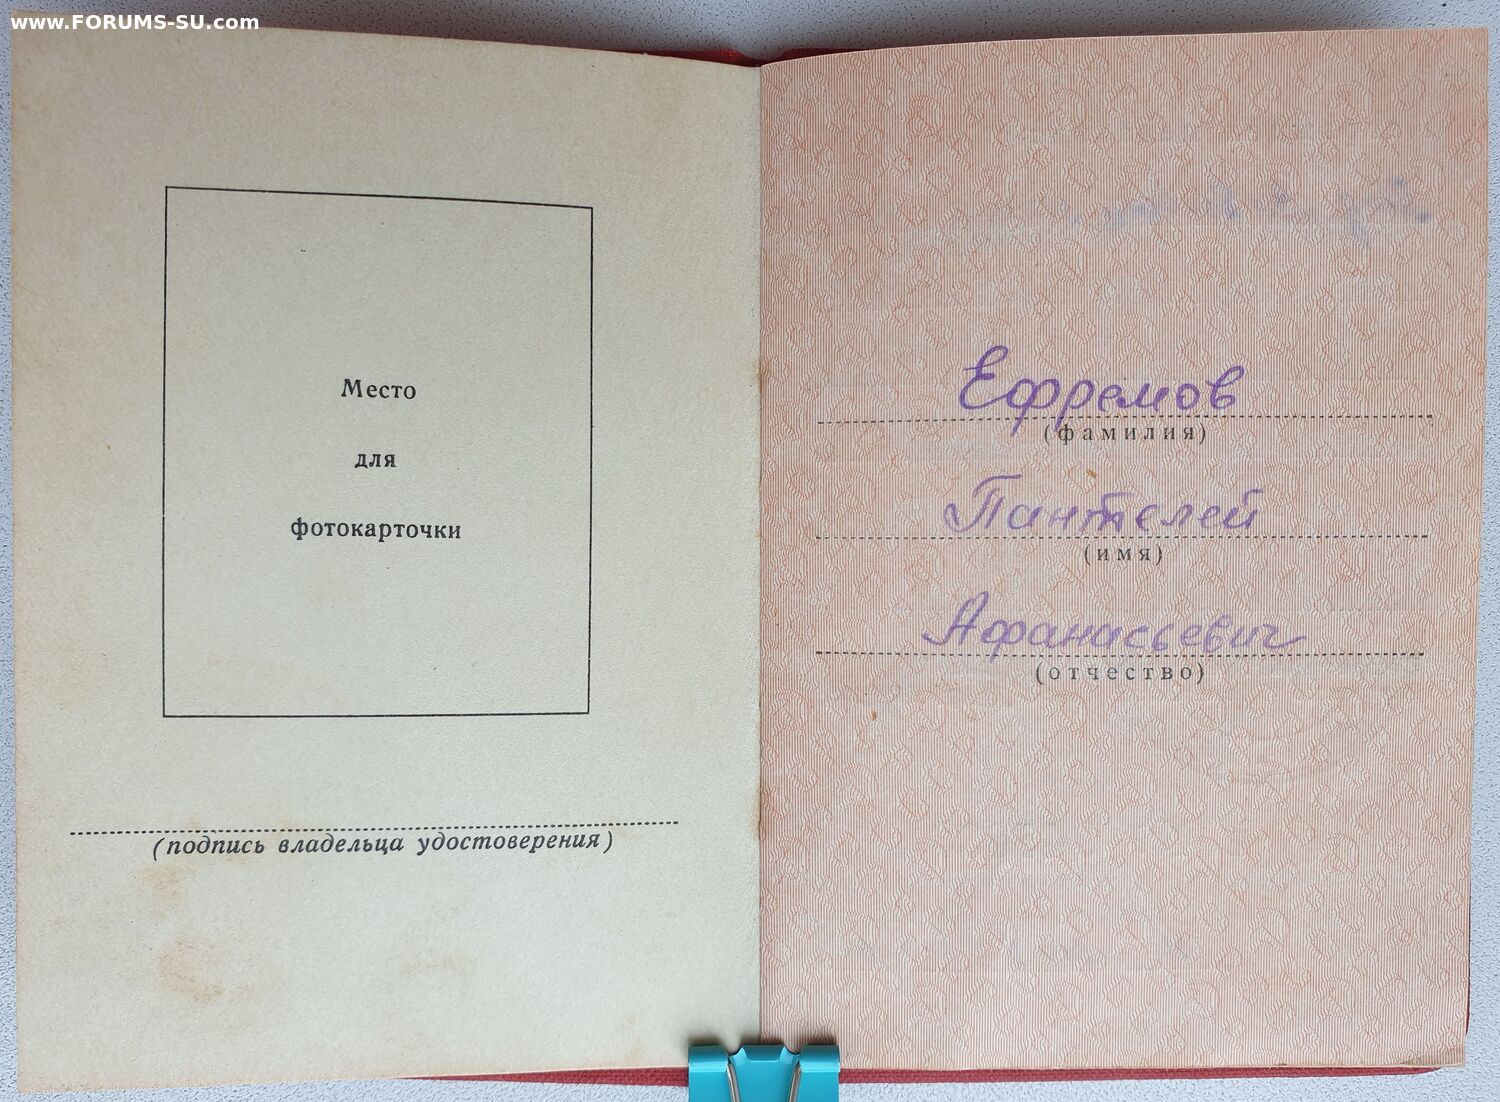 www.FORUMS-SU.com
Место
для
фотокарточки
(подпись владельца удостоверения)
Ефремов
(фамилия)
Пантелей
(имя)
Афанасьевич
(отчество)